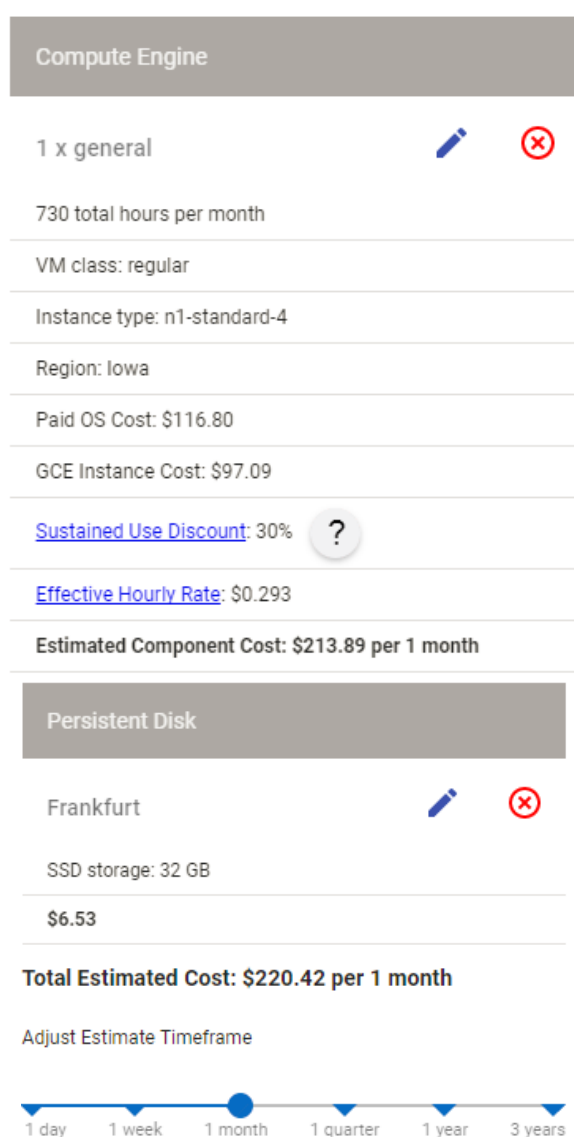 Compute Engine
1 x general
730 total hours per month
VM class: regular
Instance type: n1-standard-4
Region: Iowa
Paid OS Cost: $116.80
GCE Instance Cost: $97.09
Sustained Use Discount: 30% ?
Effective Hourly Rate: $0.293
Estimated Component Cost: $213.89 per 1 month
Persistent Disk
Frankfurt
SSD storage: 32 GB
$6.53
Total Estimated Cost: $220.42 per 1 month
Adjust Estimate Timeframe
1 day 1 week 1 month 1 quarter 1 year 3 years